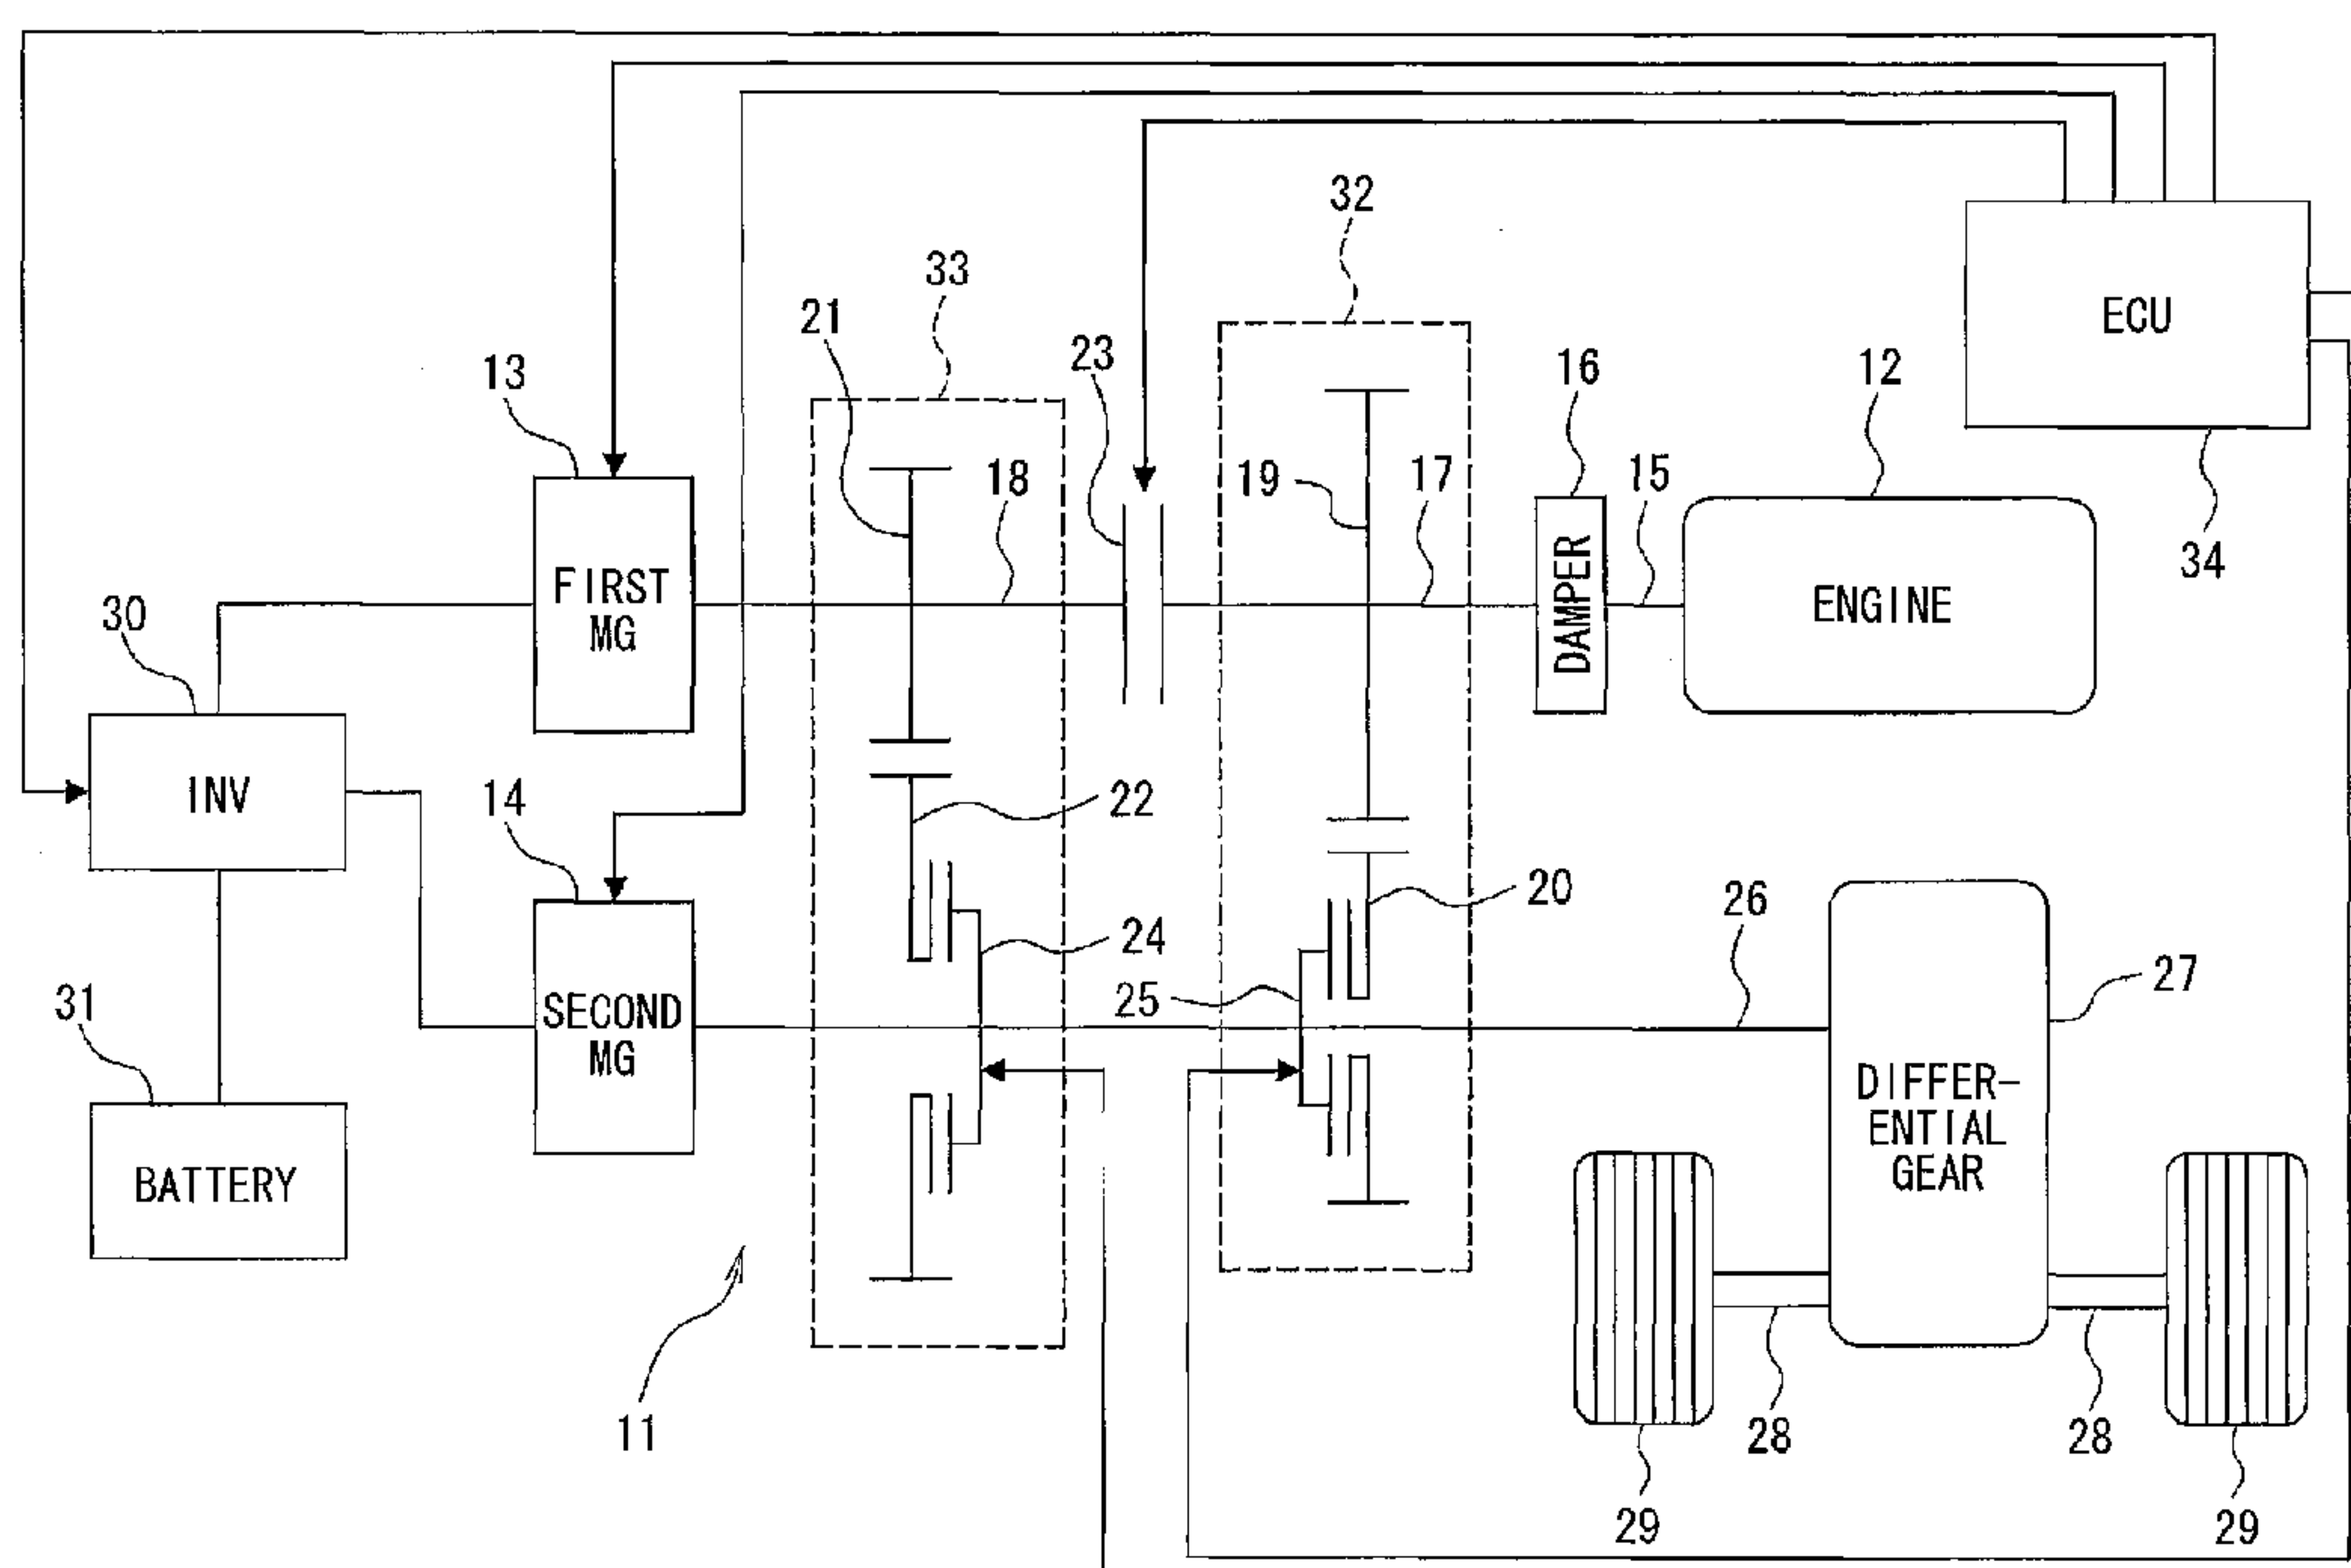 32
33
21
ECU
13
23
16
12
18
19
17
15
34
FIRST
MG
DAMPER
ENGINE
30
INV
14
22
20
26
24
27
25
31
SECOND
MG
DIFFER-
ENTIAL
GEAR
BATTERY
11
28
28
29
29